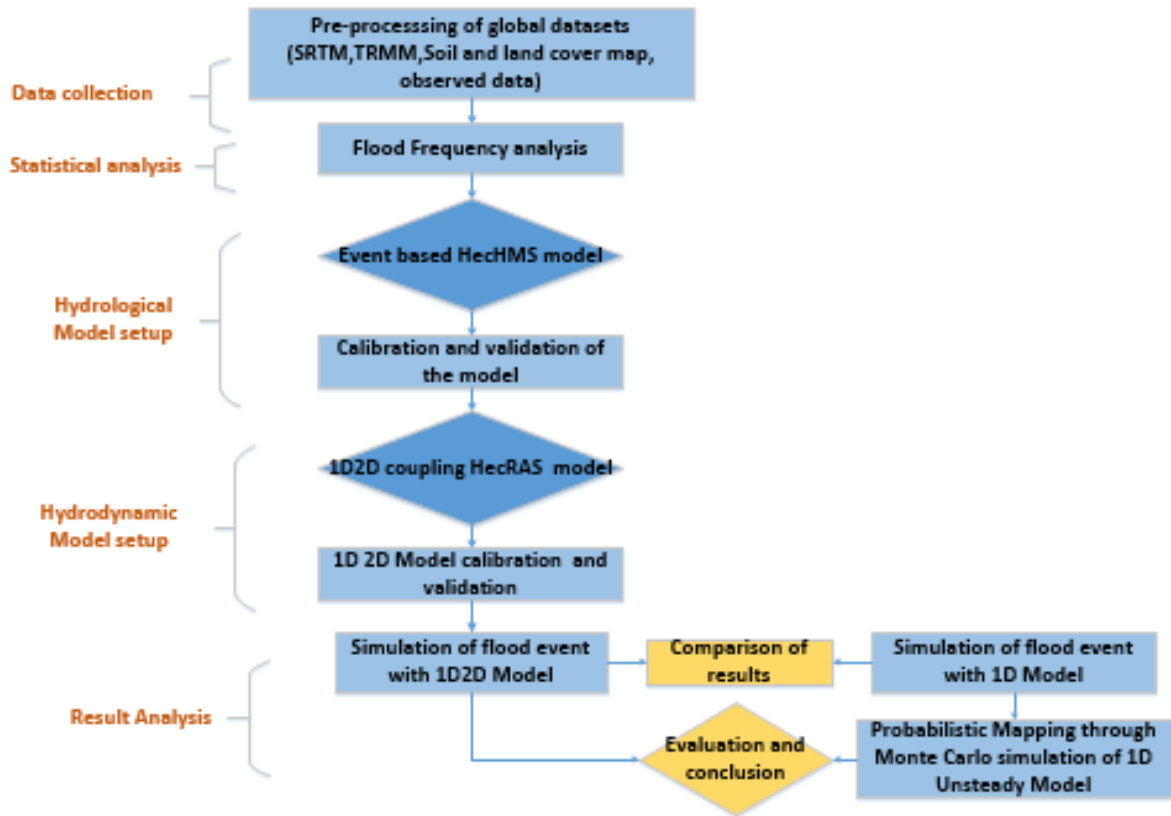 Pre-processsing of global datasets
(SRTM,TRMM,Soil and land cover map,
observed data)
Data collection
Flood Frequency analysis
Statistical analysis
Event based HecHMS model
Hydrological
Model setup
Calibration and validation of
the model
1D2D coupling HecRAS model
Hydrodynamic
Model setup
1D 2D Model calibration and
validation
Simulation of flood event
with 1D2D Model
Comparison of
results
Simulation of flood event
with 1D Model
Result Analysis
Evaluation and
conclusion
Probabilistic Mapping through
Monte Carlo simulation of 1D
Unsteady Model